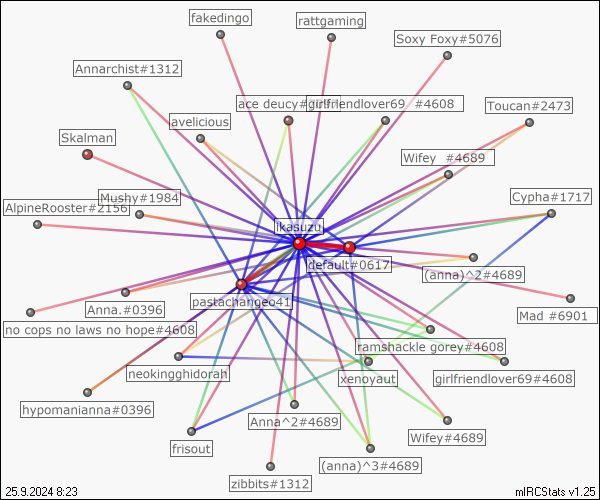 fakedingo
rattgaming
Soxy Foxy#5076
Annarchist#1312
ace deucy#
girlfriendlover69_#4608
Toucan#2473
avelicious
Skalman
Wifey_#4689
Mushy#1984
Cypha#1717
AlpineRooster#2156
ikasuzu
default#0617
(anna)^2#4689
pastachangeo41
Anna.#0396
Mad_#6901
no cops no laws no hope#4608
ramshackle gorey#4608
neokingghidorah
xenoyaut
girlfriendlover69#4608
hypomanianna#0396
Anna^2#4689
Wifey#4689
frisout
(anna)^3#4689
zibbits#1312
25.9.2024 8:23
mIRCStats v1.25